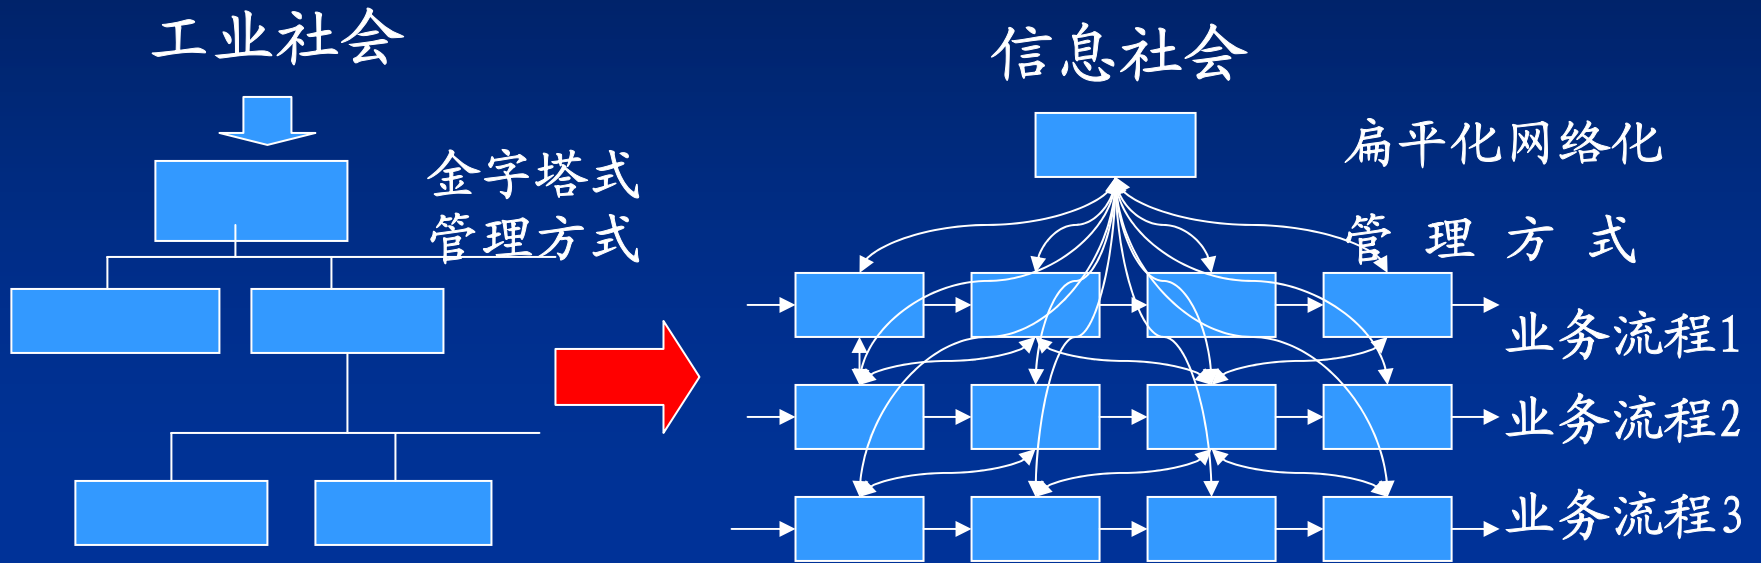 工业社会
金字塔式
管理方式
信息社会
扁平化网络化
管理方式
业务流程1
业务流程2
业务流程3